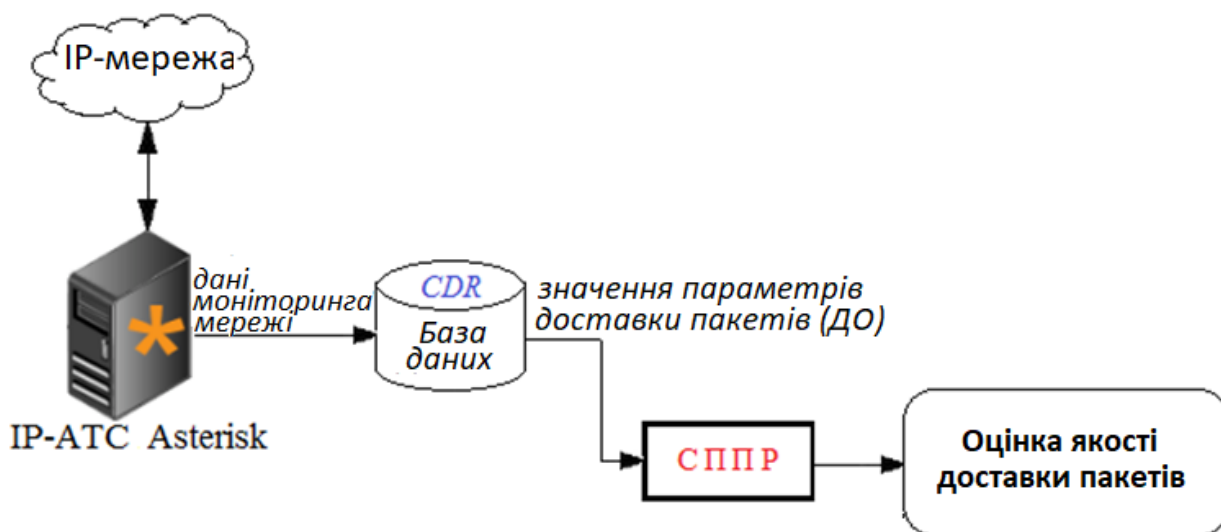 IP-мережа
дані
моніторинга
мережі
IP-АТС Asterisk
CDR
База
даних
значення параметрів
доставки пакетів (ДО)
СППР
Оцінка якості
доставки пакетів